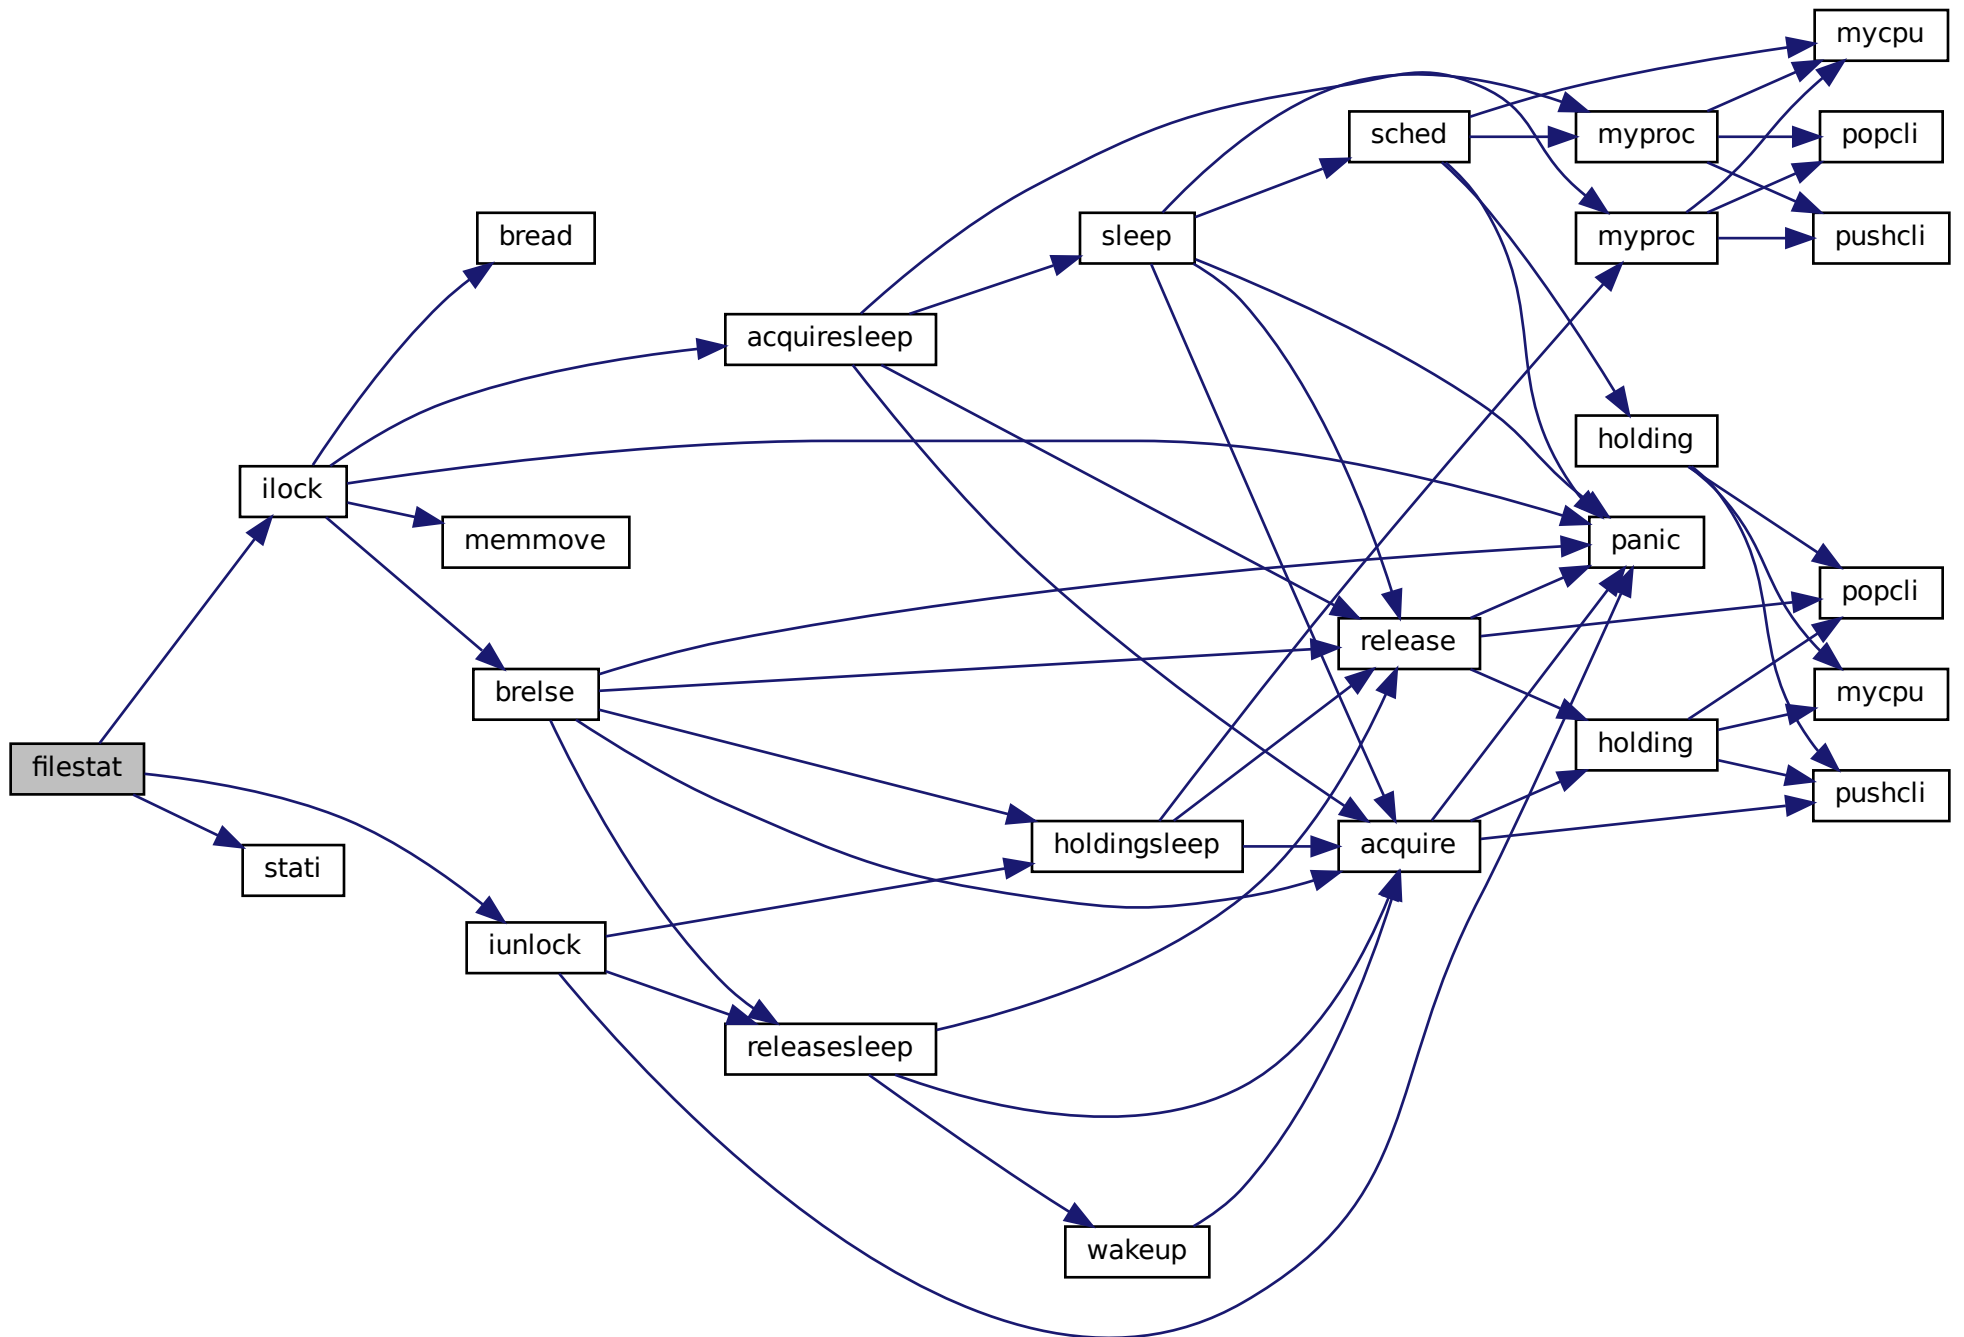 mycpu
sched
myproc
popcli
bread
sleep
myproc
pushcli
acquiresleep
holding
ilock
memmove
panic
popcli
release
brelse
mycpu
holding
filestat
pushcli
holdingsleep
acquire
stati
iunlock
releasesleep
wakeup